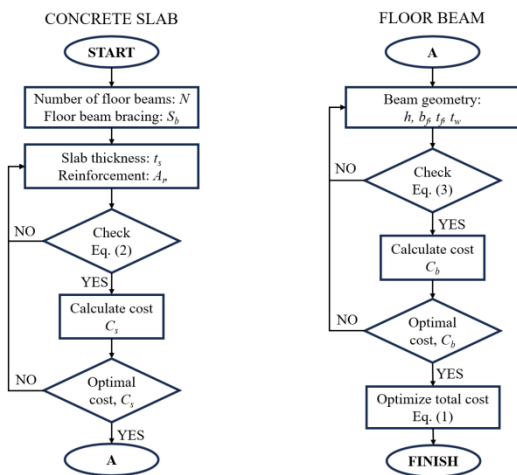 CONCRETE SLAB
START
Number of floor beams: N
Floor beam bracing: S_b
Slab thickness: t_s
Reinforcement: A_r
NO
Check
Eq. (2)
YES
Calculate cost
C_s
NO
Optimal
cost, C_s
YES
A
FLOOR BEAM
A
Beam geometry:
h, b_f, t_f, t_w
NO
Check
Eq. (3)
YES
Calculate cost
C_b
NO
Optimal
cost, C_b
YES
Optimize total cost
Eq. (1)
FINISH